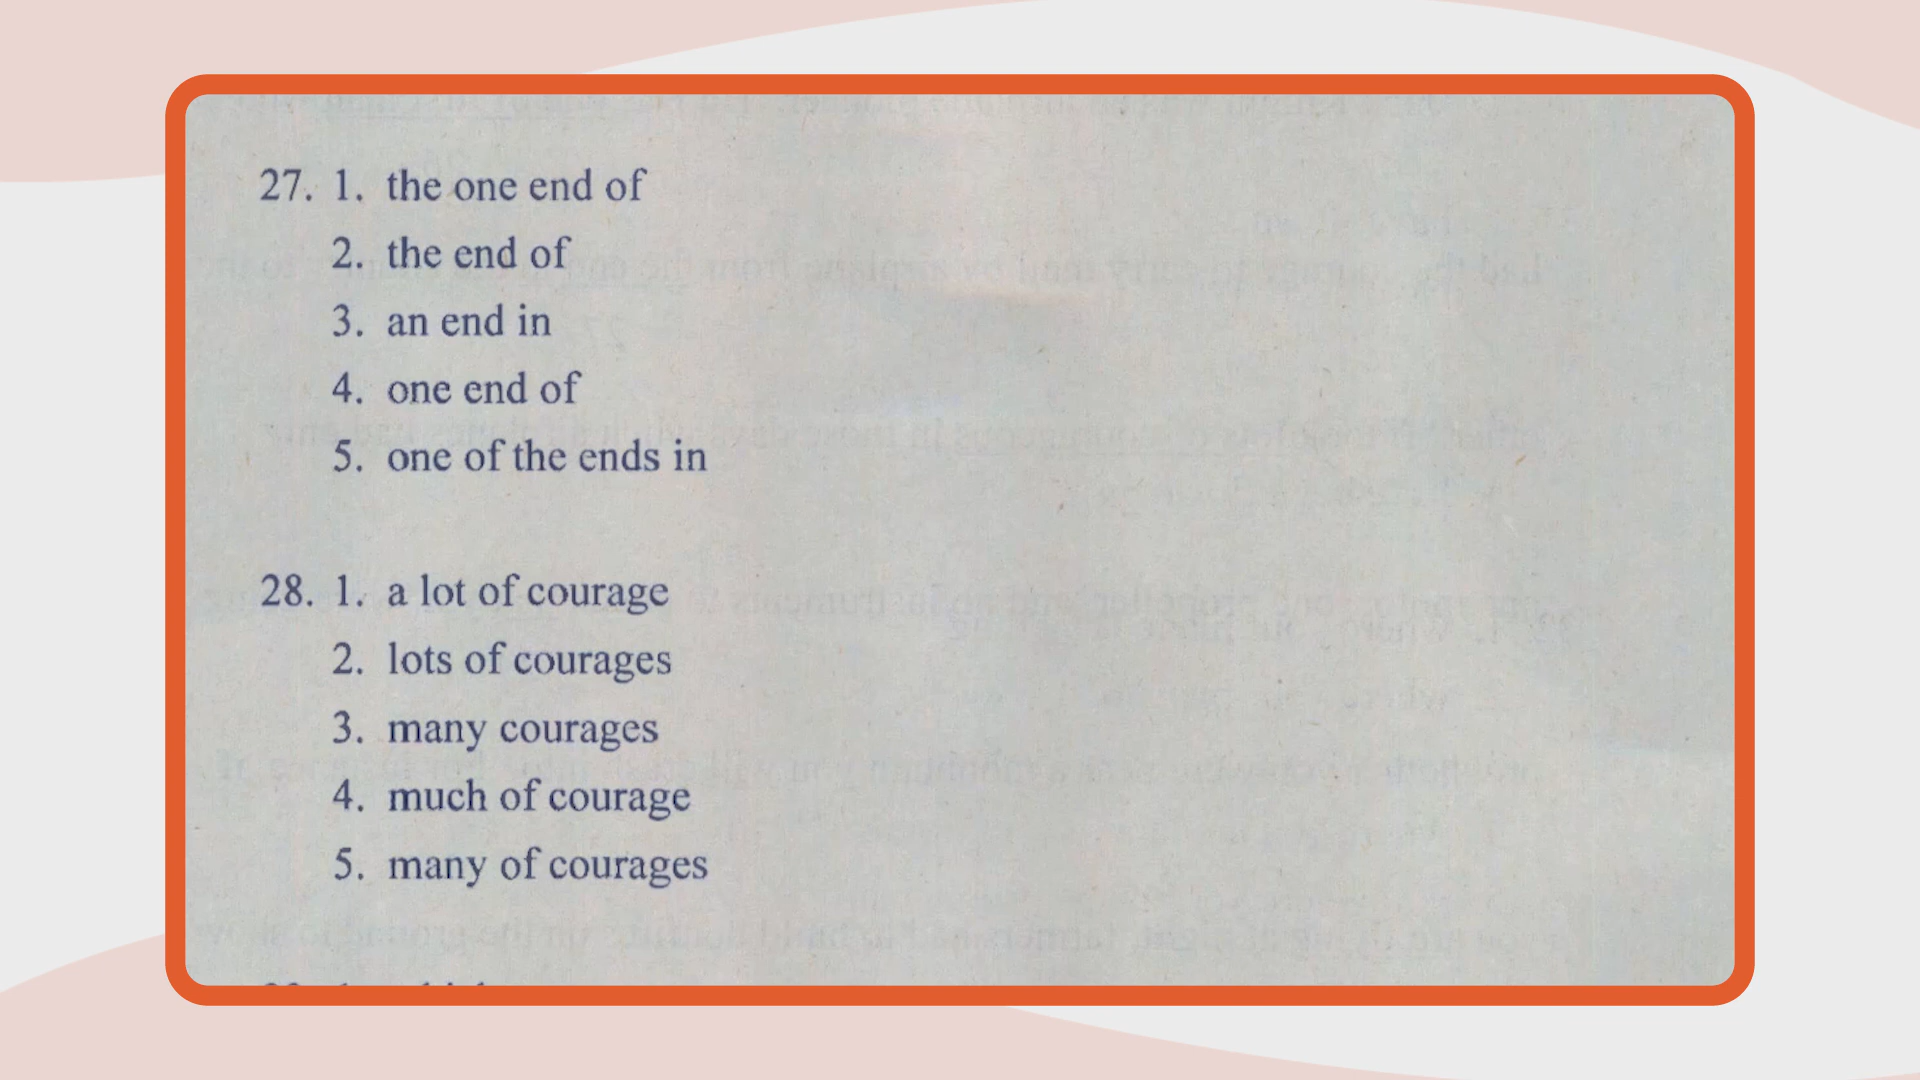 27. 1. the one end of
2. the end of
3. an end in
4. one end of
5. one of the ends in
28. 1. a lot of courage
2. lots of courages
3. many courages
4. much of courage
5. many of courages